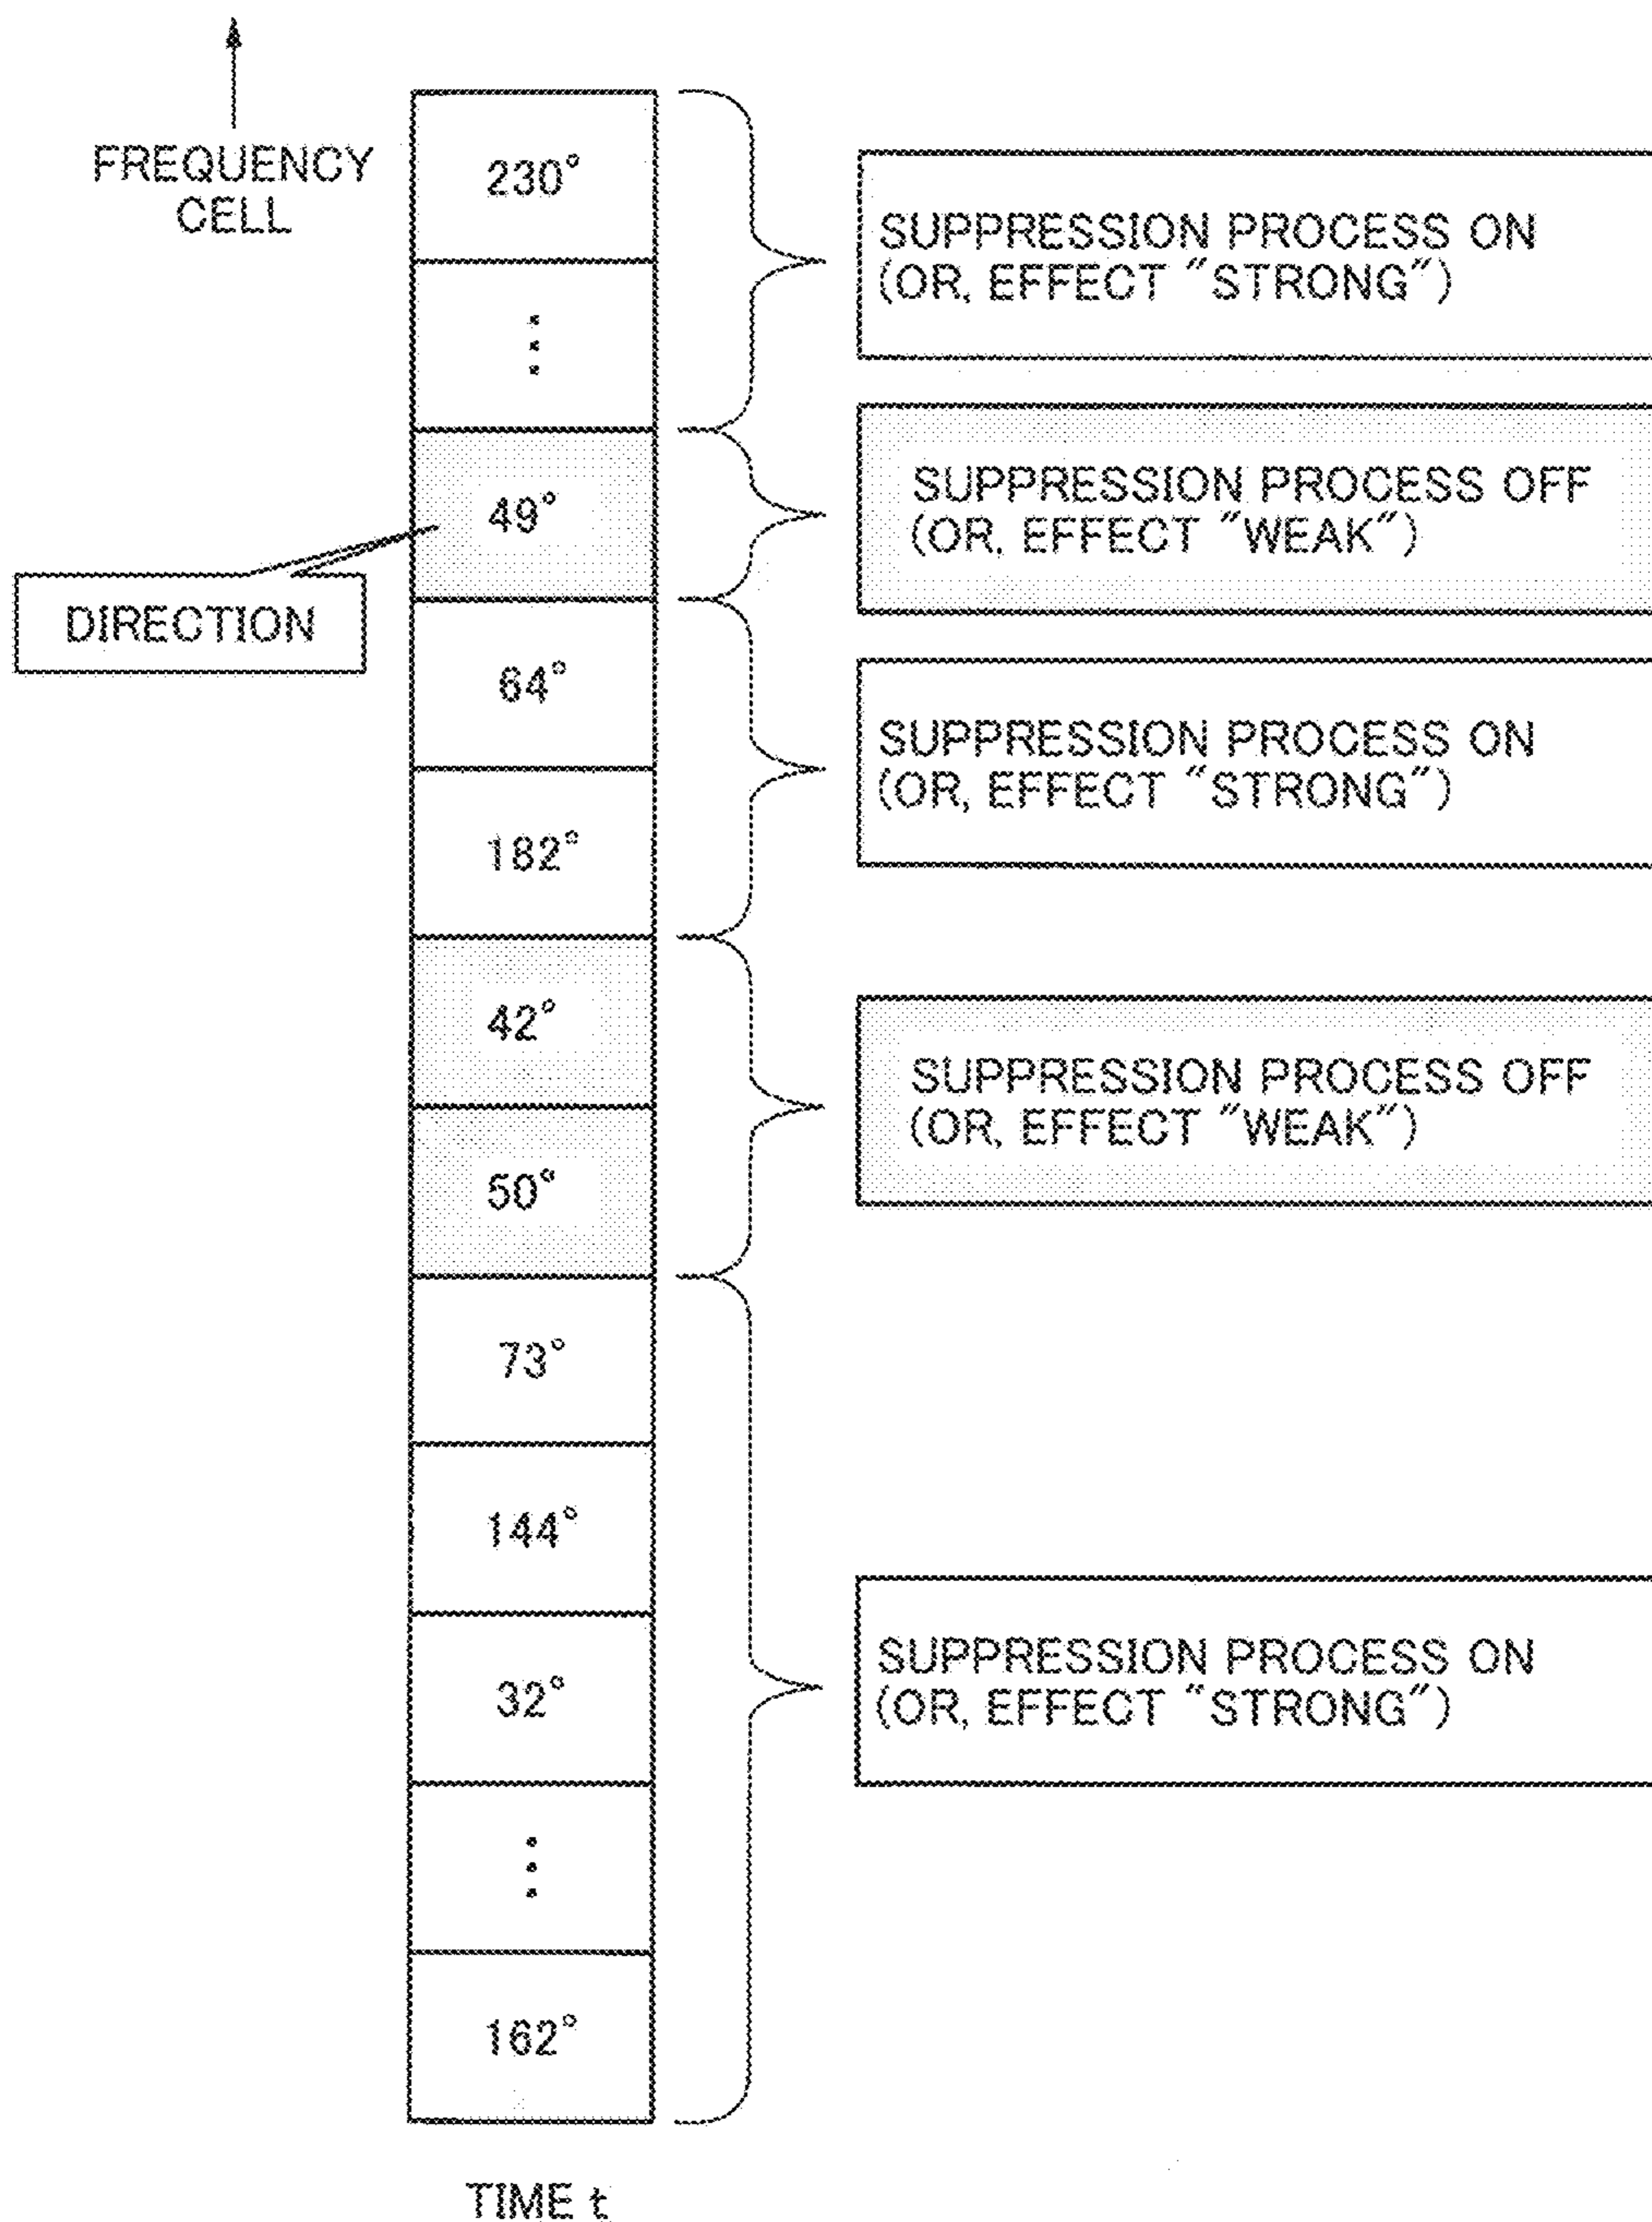 FREQUENCY
CELL
230°
SUPPRESSION PROCESS ON
(OR, EFFECT "STRONG")
⋮
49°
SUPPRESSION PROCESS OFF
(OR, EFFECT "WEAK")
DIRECTION
64°
SUPPRESSION PROCESS ON
(OR, EFFECT "STRONG")
182°
42°
SUPPRESSION PROCESS OFF
(OR, EFFECT "WEAK")
50°
73°
144°
32°
SUPPRESSION PROCESS ON
(OR, EFFECT "STRONG")
⋮
162°
TIME t